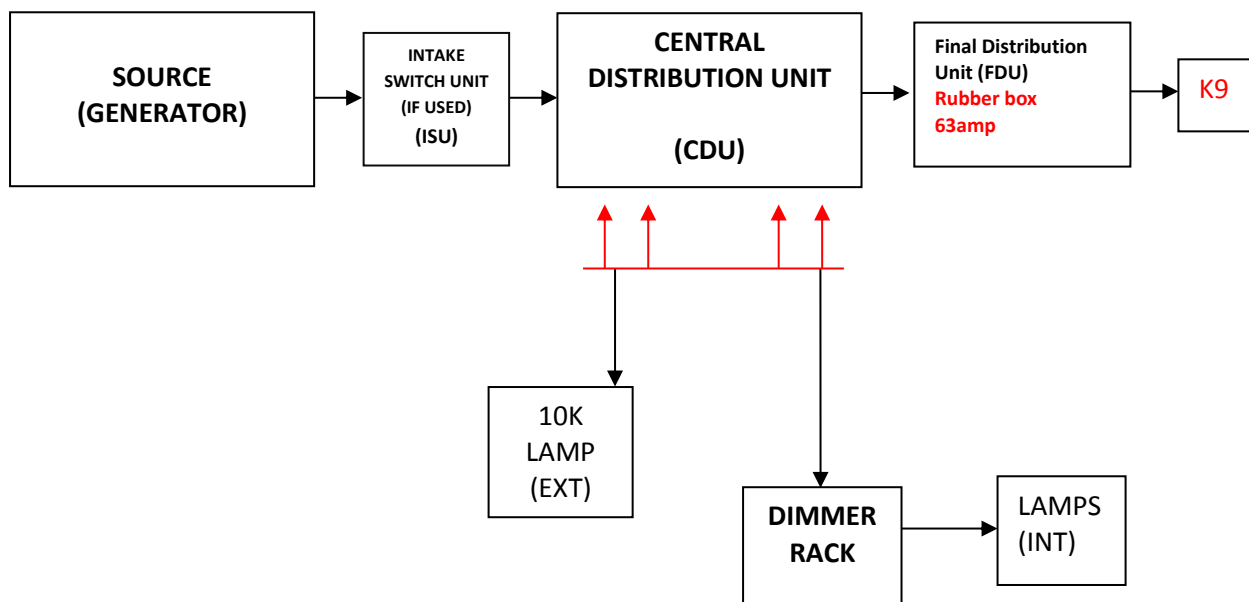 SOURCE
(GENERATOR)
INTAKE
SWITCH UNIT
(IF USED)
(ISU)
CENTRAL
DISTRIBUTION UNIT
(CDU)
Final Distribution
Unit (FDU)
Rubber box
63amp
K9
10K
LAMP
(EXT)
DIMMER
RACK
LAMPS
(INT)